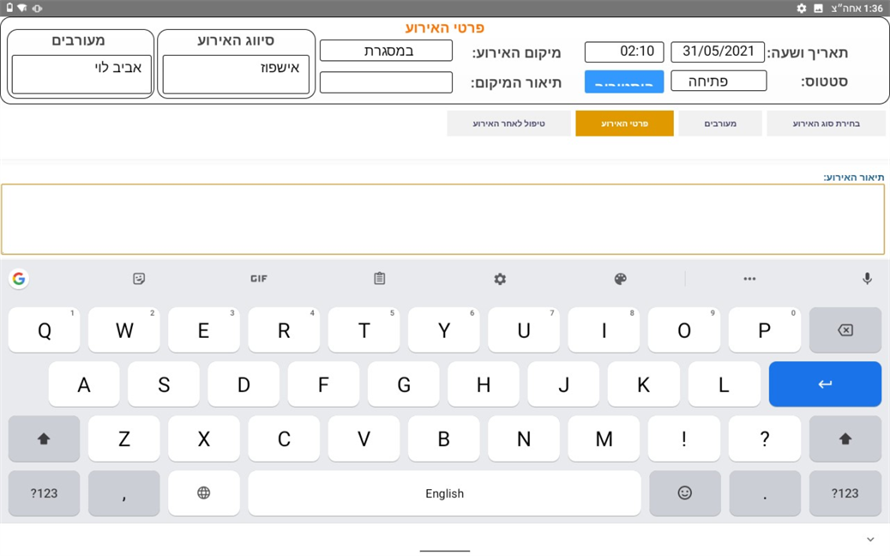 1:36 אחה״צ
פרטי האירוע
תאריך ושעה: 31/05/2021 02:10 מיקום האירוע: במסגרת
סטטוס: פתיחה תיאור המיקום:
סיווג האירוע
אישפוז
מעורבים
אביב לוי
בחירת סוג האירוע מעורבים פרטי האירוע טיפול לאחר האירוע
תיאור האירוע:
G GIF
Q 1 W 2 E 3 R 4 T 5 Y 6 U 7 I 8 O 9 P 0
A S D F G H J K L
Z X C V B N M ! ?
?123 , English . ?123